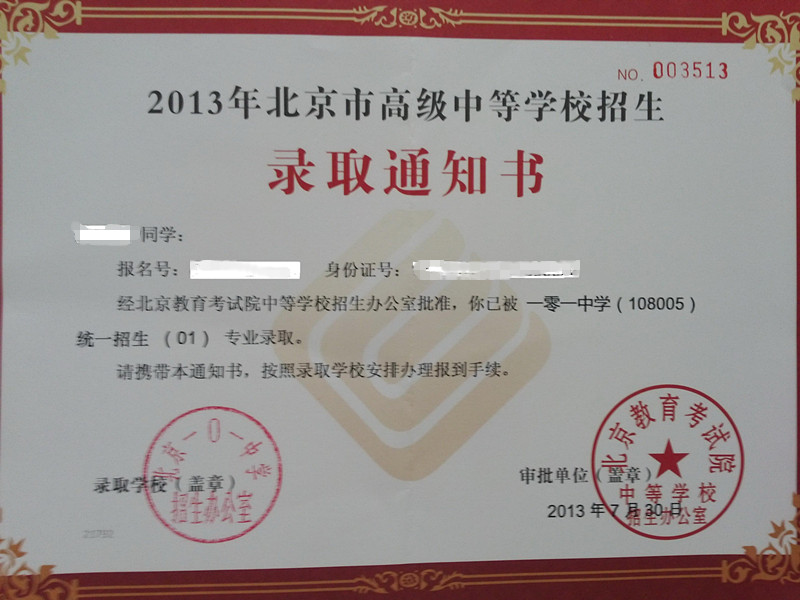 NO. 003513
2013年北京市高级中等学校招生
录取通知书
同学：
报名号： 身份证号：
经北京教育考试院中等学校招生办公室批准，你已被 一零一中学（108005）
统一招生 （01） 专业录取。
请携带本通知书，按照录取学校安排办理报到手续。
北京一0一中学
招生办公室
录取学校（盖章）
北京教育考试院
中等学校
招生办公室
审批单位（盖章）
2013 年 7 月 30 日